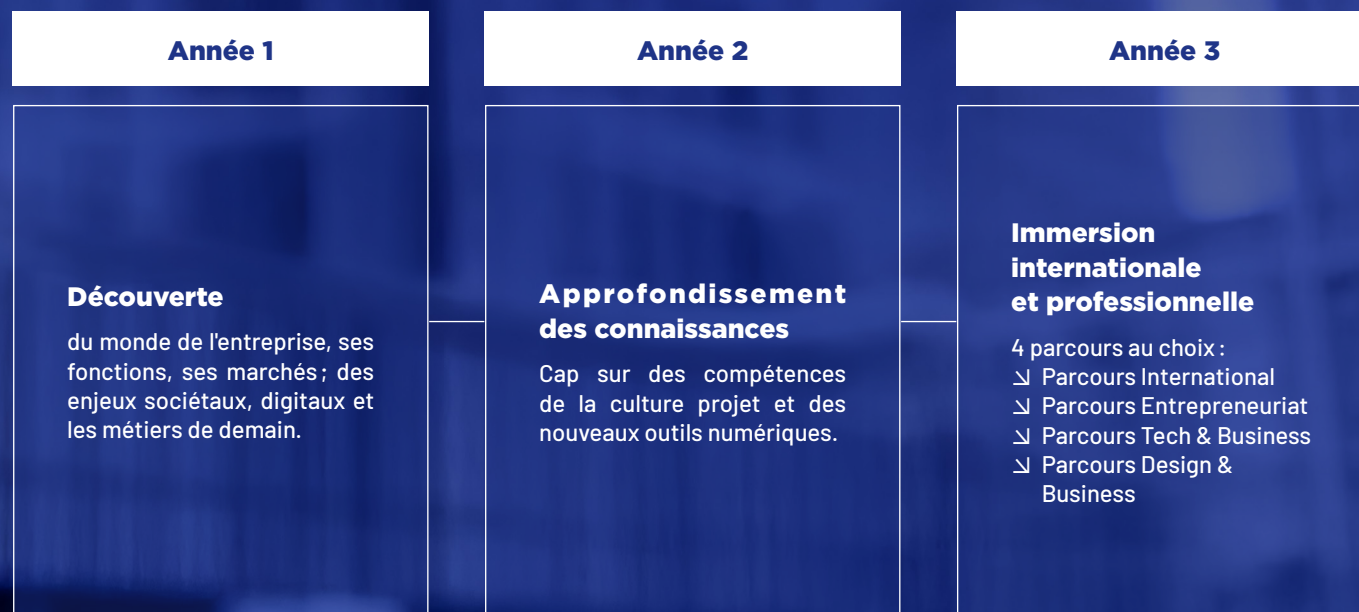 Année 1
Découverte
du monde de l'entreprise, ses
fonctions, ses marchés ; des
enjeux sociétaux, digitaux et
les métiers de demain.
Année 2
Approfondissement
des connaissances
Cap sur des compétences
de la culture projet et des
nouveaux outils numériques.
Année 3
Immersion
internationale
et professionnelle
4 parcours au choix :
↘ Parcours International
↘ Parcours Entrepreneuriat
↘ Parcours Tech & Business
↘ Parcours Design &
Business